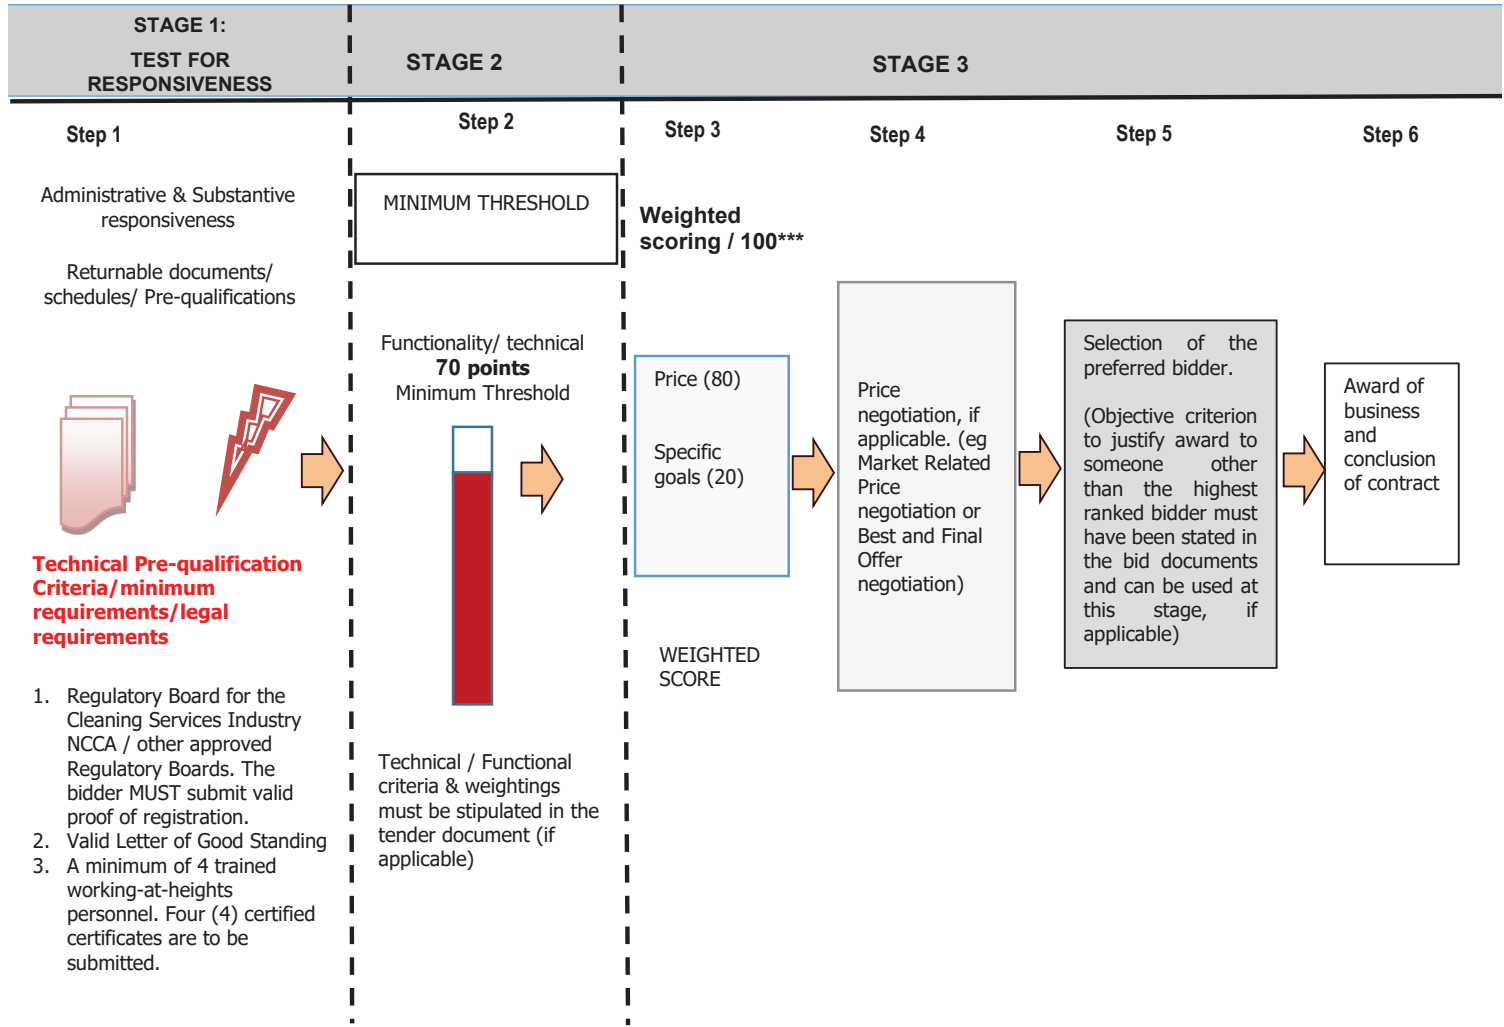 STAGE 1:
TEST FOR
RESPONSIVENESS
STAGE 2
STAGE 3
Step 1
Step 2
Step 3
Step 4
Step 5
Step 6
Administrative & Substantive
responsiveness
Returnable documents/
schedules/ Pre-qualifications
Technical Pre-qualification
Criteria/minimum
requirements/legal
requirements
1. Regulatory Board for the
Cleaning Services Industry
NCCA / other approved
Regulatory Boards. The
bidder MUST submit valid
proof of registration.
2. Valid Letter of Good Standing
3. A minimum of 4 trained
working-at-heights
personnel. Four (4) certified
certificates are to be
submitted.
MINIMUM THRESHOLD
Functionality/ technical
70 points
Minimum Threshold
Technical / Functional
criteria & weightings
must be stipulated in the
tender document (if
applicable)
Weighted
scoring / 100***
Price (80)
Specific
goals (20)
WEIGHTED
SCORE
Price
negotiation, if
applicable. (eg
Market Related
Price
negotiation or
Best and Final
Offer
negotiation)
Selection of the
preferred bidder.
(Objective criterion
to justify award to
someone other
than the highest
ranked bidder must
have been stated in
the bid documents
and can be used at
this stage, if
applicable)
Award of
business
and
conclusion
of contract